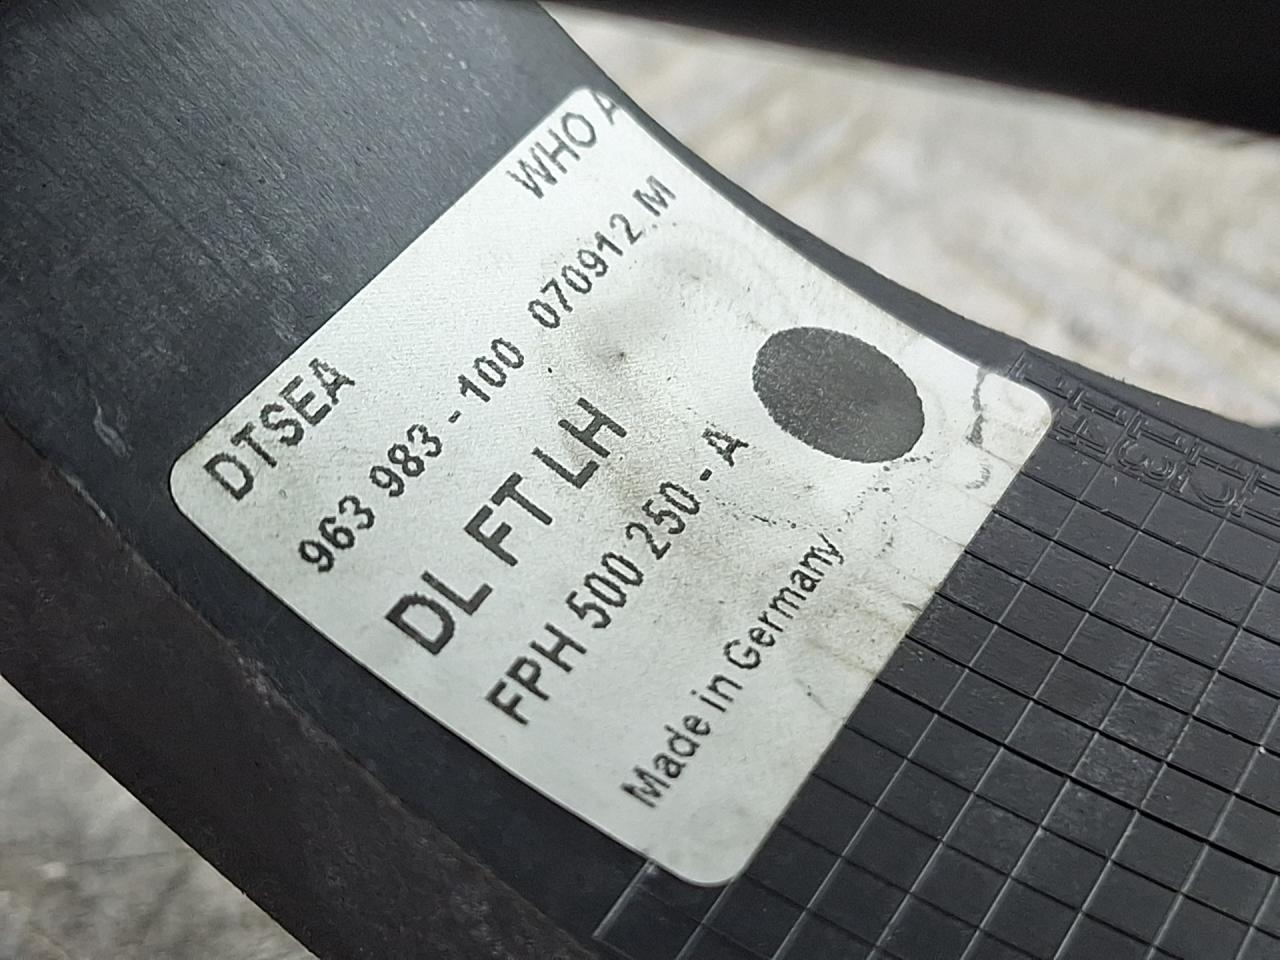 DTSEA WHO A
963 983 - 100 070912 M
DL FT LH
FPH 500 250 - A
Made in Germany